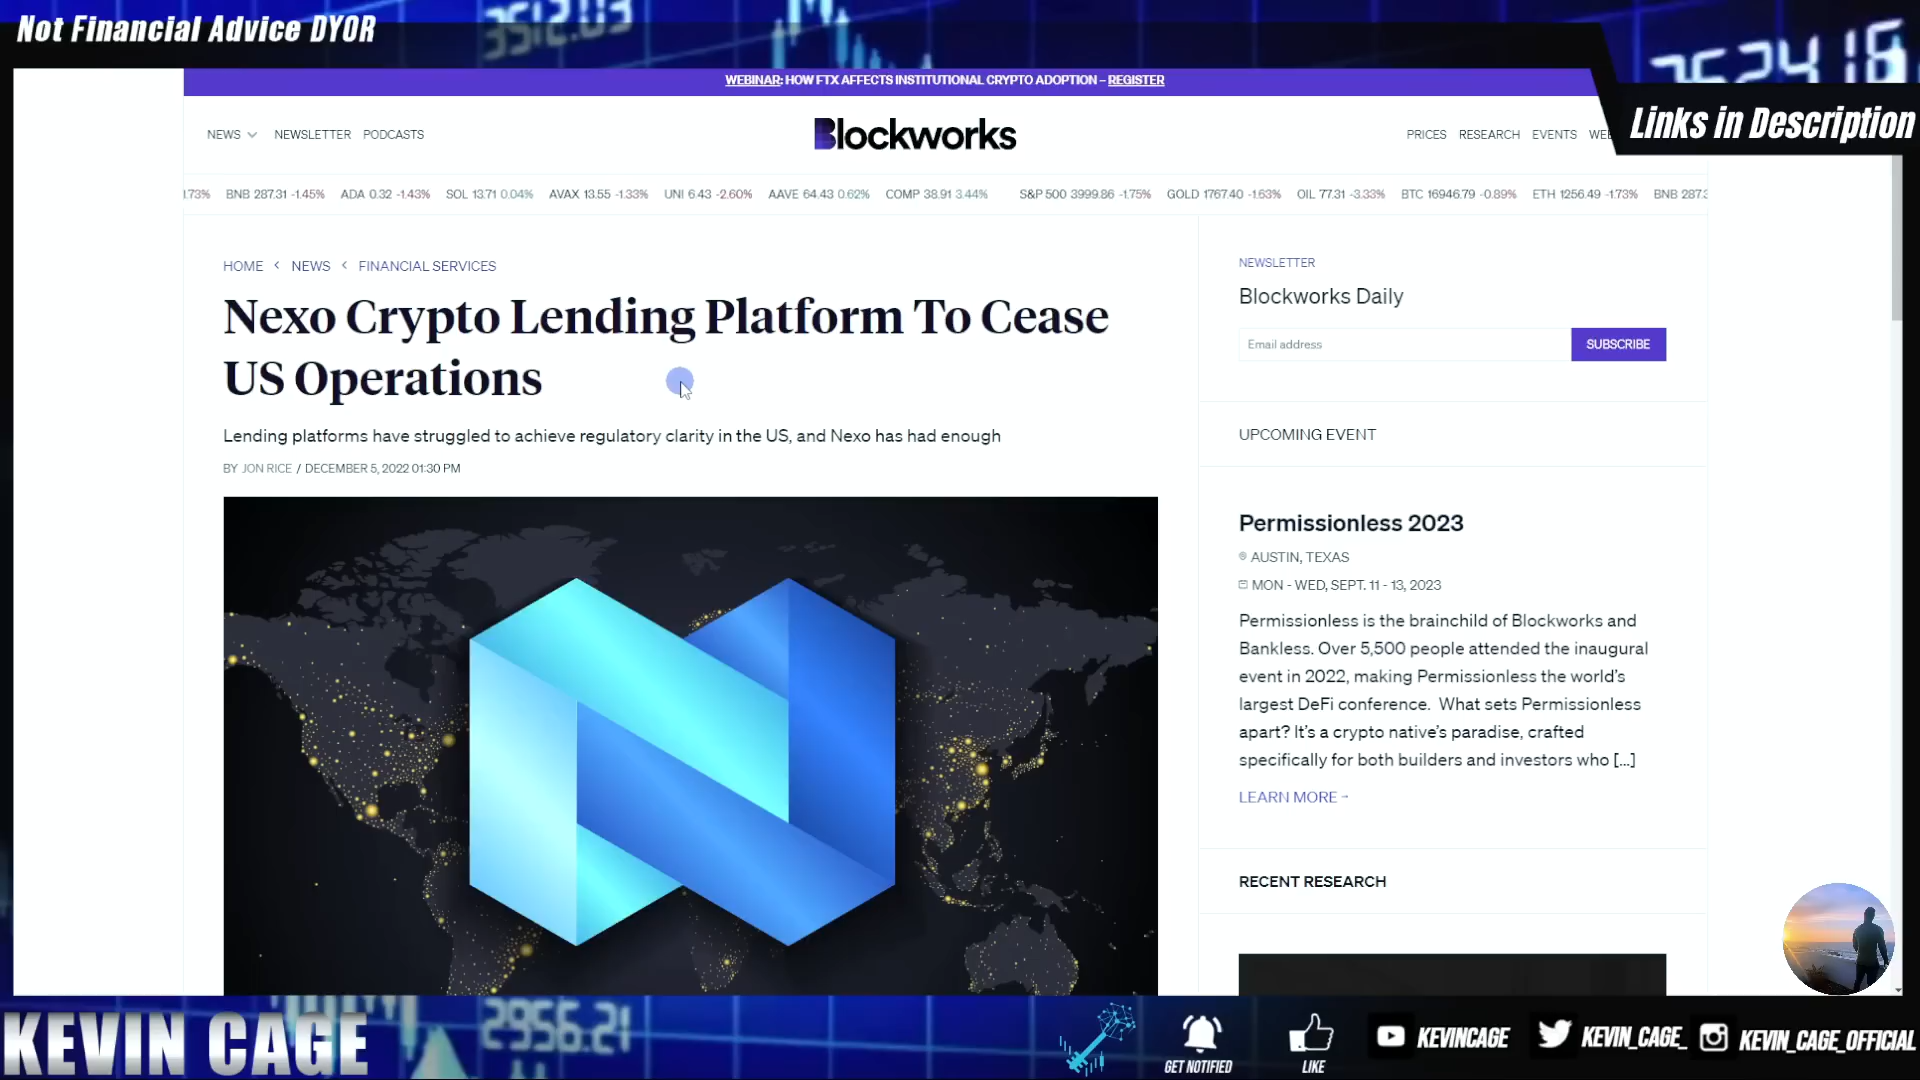 Not Financial Advice DYOR
3512.03
Links in Description
WEBINAR: HOW FTX AFFECTS INSTITUTIONAL CRYPTO ADOPTION – REGISTER
NEWS NEWSLETTER PODCASTS
Blockworks
PRICES RESEARCH EVENTS
1.73% BNB 287.31 -1.45% ADA 0.32 -1.43% SOL 13.71 0.04% AVAX 13.55 -1.33% UNI 6.43 -2.60% AAVE 64.43 0.62% COMP 38.91 3.44% S&P 500 3999.86 -1.75% GOLD 1767.40 -1.63% OIL 77.31 -3.33% BTC 16946.79 -0.89% ETH 1256.49 -1.73% BNB 287.3
HOME < NEWS < FINANCIAL SERVICES
Nexo Crypto Lending Platform To Cease
US Operations
Lending platforms have struggled to achieve regulatory clarity in the US, and Nexo has had enough
BY JON RICE / DECEMBER 5, 2022 01:30 PM
NEWSLETTER
Blockworks Daily
Email address
SUBSCRIBE
UPCOMING EVENT
Permissionless 2023
AUSTIN, TEXAS
MON - WED, SEPT. 11 - 13, 2023
Permissionless is the brainchild of Blockworks and
Bankless. Over 5,500 people attended the inaugural
event in 2022, making Permissionless the world's
largest DeFi conference. What sets Permissionless
apart? It's a crypto native's paradise, crafted
specifically for both builders and investors who [...]
LEARN MORE
RECENT RESEARCH
KEVIN CAGE
2956.21
GET NOTIFIED
LIKE
KEVINCAGE
KEVIN_CAGE_
KEVIN_CAGE_OFFICIAL